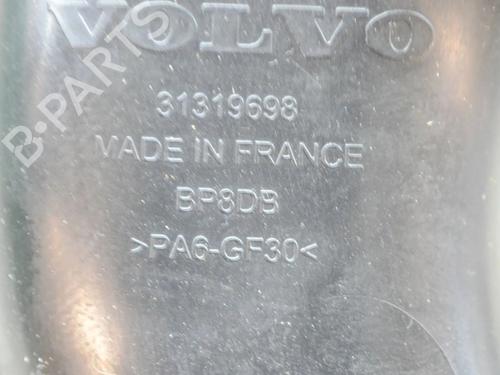 VOLVO
B-PARTS
31319698
MADE IN FRANCE
BP8DB
>PA6-GF30<